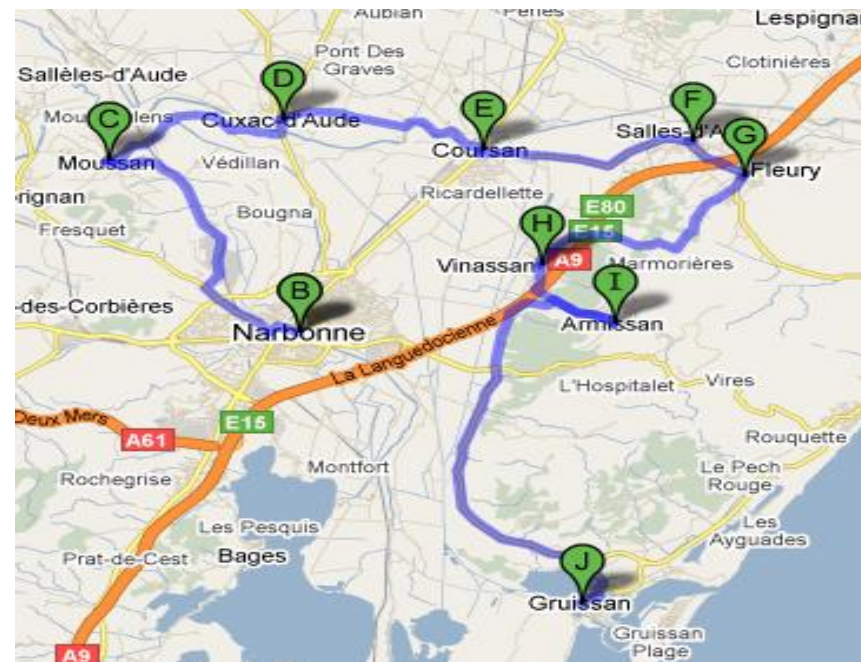 Aubian
Périès
Lespignan
Pont Des
Graves
Clotinières
Sallèles-d'Aude
D
E
F
C
Cuxac-d'Aude
Salles-d'A
G
Moussan
Védillan
Coursan
Fleury
Ricardellette
Bougna
Fresquet
E80
H
E15
Vinassan
A9
Marmorières
I
B
-des-Corbières
Narbonne
Armissan
La Languedocienne
L'Hospitalet
Vires
Deux Mers
E15
A61
Rouquette
Montfort
Rochegrise
Le Pech
Rouge
Les Pesquis
Les
Ayguades
Prat-de-Cest
Bages
J
Gruissan
Gruissan
Plage
A9